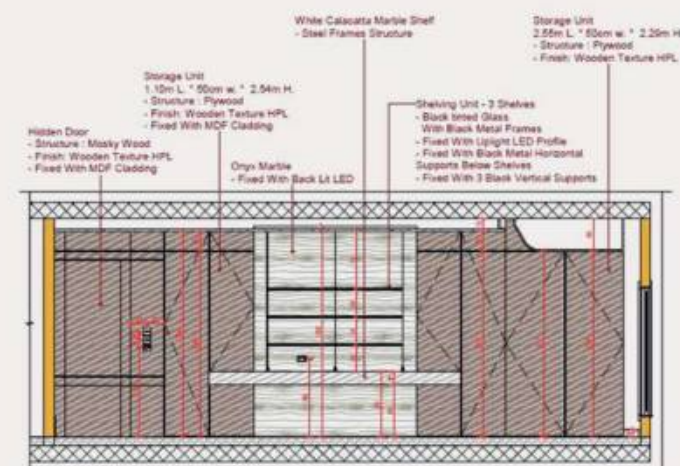 White Calacatta Marble Shelf
- Steel Frames Structure
Storage Unit
2.55m L. * 50cm w. * 2.29m H.
- Structure : Plywood
- Finish: Wooden Texture HPL
Storage Unit
1.10m L. * 50cm w. * 2.54m H.
- Structure : Plywood
- Finish: Wooden Texture HPL
- Fixed With MDF Cladding
Shelving Unit - 3 Shelves
- Black tinted Glass
With Black Metal Frames
- Fixed With Uplight LED Profile
- Fixed With Black Metal Horizontal
Supports Below Shelves
- Fixed With 3 Black Vertical Supports
Hidden Door
- Structure : Mosky Wood
- Finish: Wooden Texture HPL
- Fixed With MDF Cladding
Onyx Marble
- Fixed With Back Lit LED